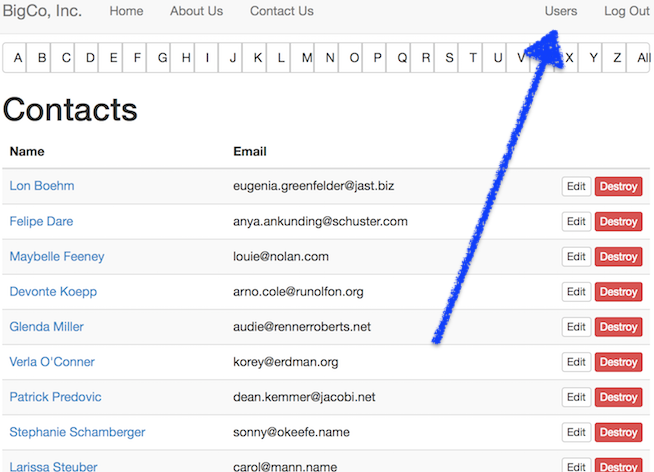 BigCo, Inc. Home About Us Contact Us Users Log Out
A B C D E F G H I J K L M N O P Q R S T U V X Y Z All
Contacts
Name Email
Lon Boehm eugenia.greenfelder@jast.biz Edit Destroy
Felipe Dare anya.ankunding@schuster.com Edit Destroy
Maybelle Feeney louie@nolan.com Edit Destroy
Devonte Koepp arno.cole@runolfon.org Edit Destroy
Glenda Miller audie@rennerroberts.net Edit Destroy
Verla O'Conner korey@erdman.org Edit Destroy
Patrick Predovic dean.kemmer@jacobi.net Edit Destroy
Stephanie Schamberger sonny@okeefe.name Edit Destroy
Larissa Steuber carol@mann.name Edit Destroy